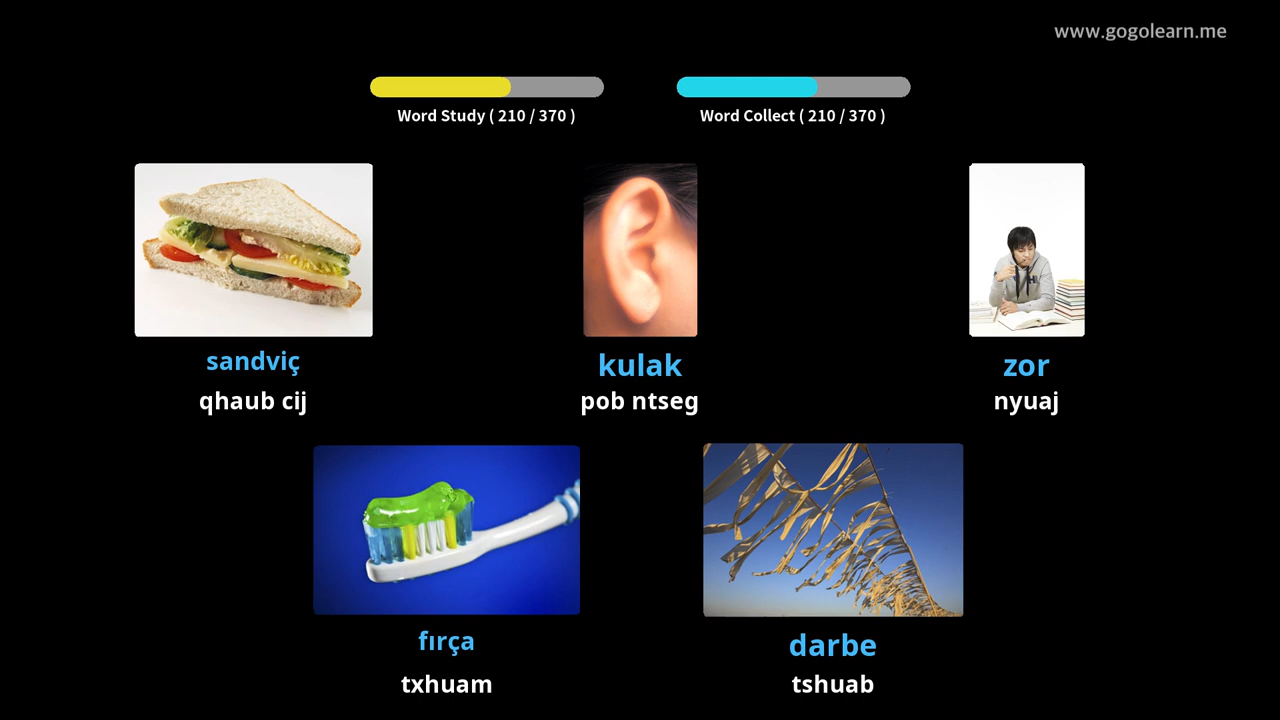 www.gogolearn.me
Word Study ( 210 / 370 )
Word Collect ( 210 / 370 )
sandviç
qhaub cij
kulak
pob ntseg
zor
nyuaj
fırça
txhuam
darbe
tshuab